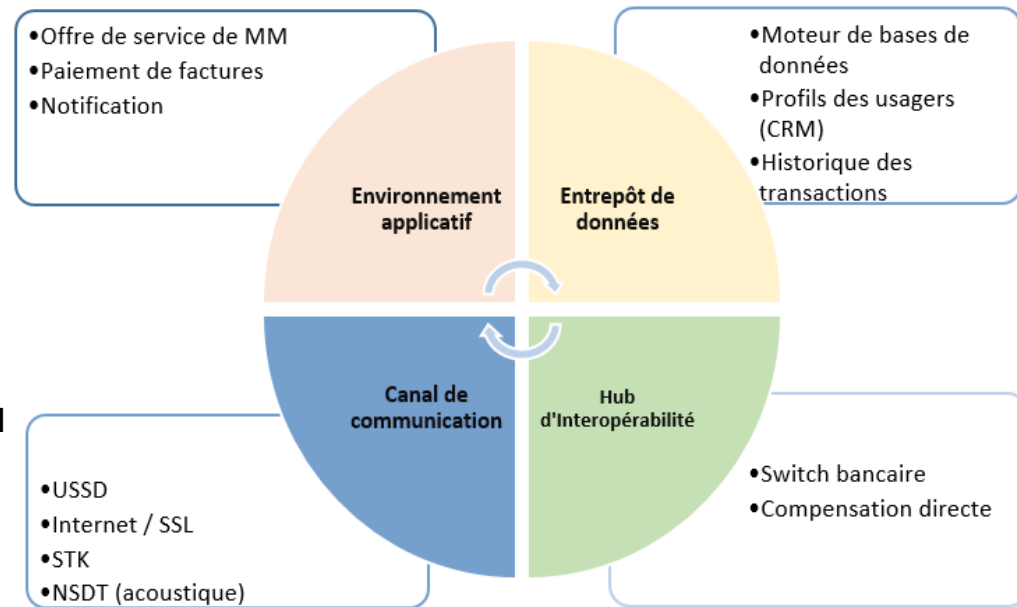 •Offre de service de MM
•Paiement de factures
•Notification
•Moteur de bases de
données
•Profils des usagers
(CRM)
•Historique des
transactions
Environnement
applicatif
Entrepôt de
données
Canal de
communication
Hub
d'Interopérabilité
•USSD
•Internet / SSL
•STK
•NSDT (acoustique)
•Switch bancaire
•Compensation directe